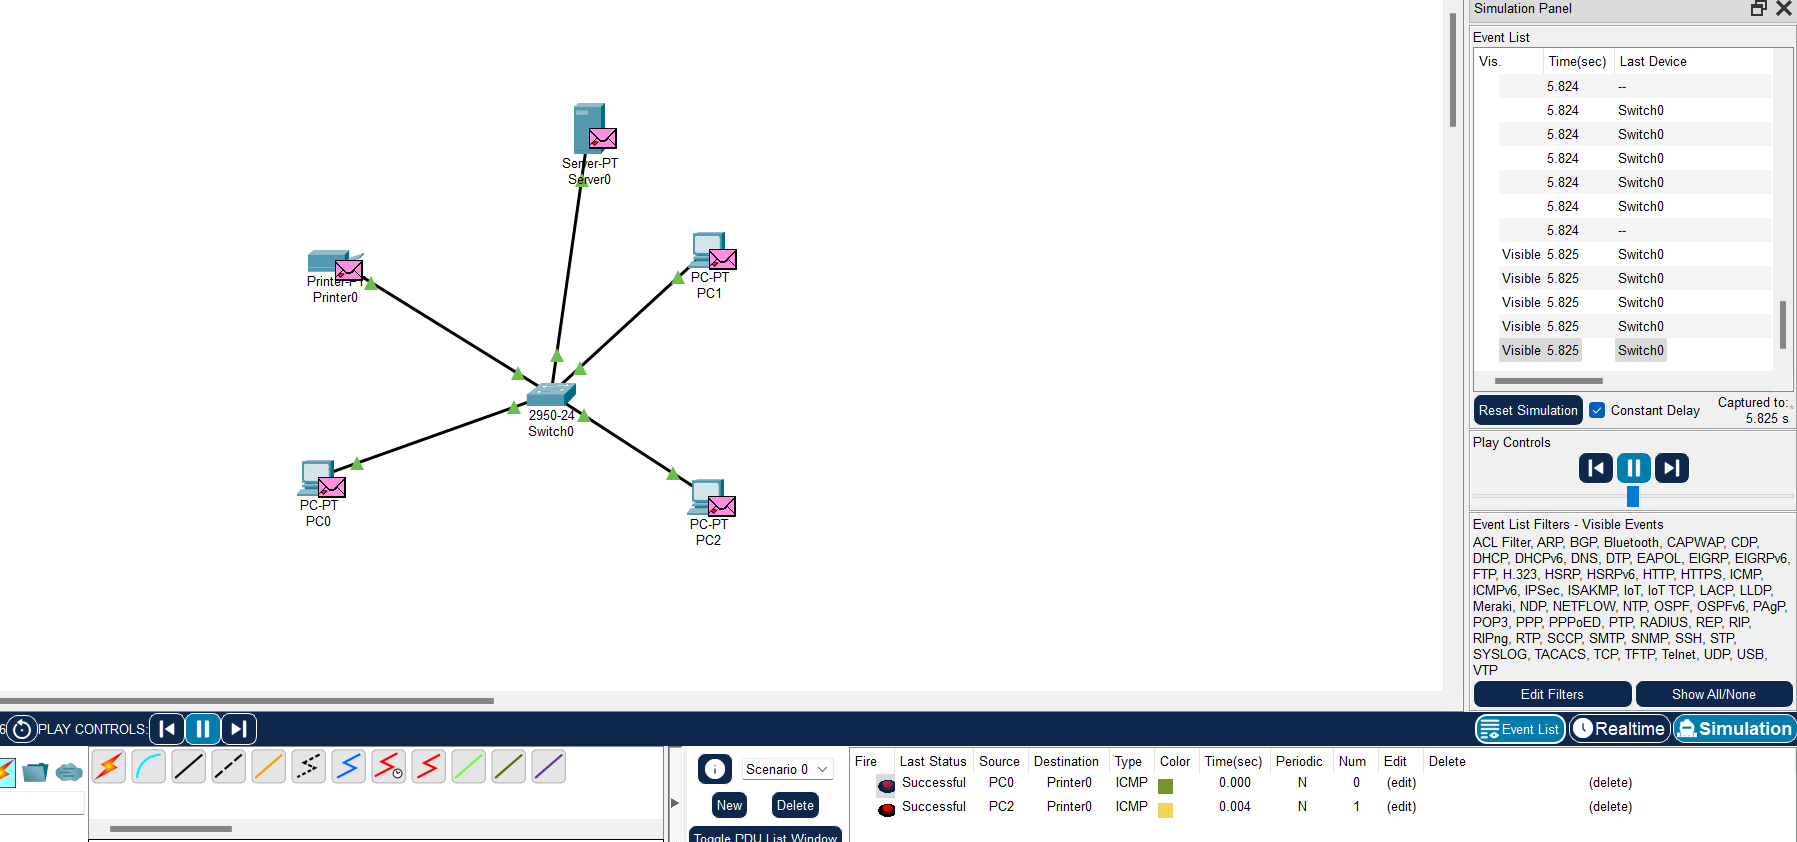 Simulation Panel
Event List
Vis. Time(sec) Last Device
5.824 --
5.824 Switch0
5.824 Switch0
5.824 Switch0
5.824 Switch0
5.824 Switch0
5.824 --
Visible 5.825 Switch0
Visible 5.825 Switch0
Visible 5.825 Switch0
Visible 5.825 Switch0
Visible 5.825 Switch0
Reset Simulation Constant Delay Captured to:
5.825 s
Play Controls
Event List Filters - Visible Events
ACL Filter, ARP, BGP, Bluetooth, CAPWAP, CDP,
DHCP, DHCPv6, DNS, DTP, EAPOL, EIGRP, EIGRPv6,
FTP, H.323, HSRP, HSRPv6, HTTP, HTTPS, ICMP,
ICMPv6, IPSec, ISAKMP, IoT, IoT TCP, LACP, LLDP,
Meraki, NDP, NETFLOW, NTP, OSPF, OSPFv6, PAgP,
POP3, PPP, PPPoED, PTP, RADIUS, REP, RIP,
RIPng, RTP, SCCP, SMTP, SNMP, SSH, STP,
SYSLOG, TACACS, TCP, TFTP, Telnet, UDP, USB,
VTP
Edit Filters Show All/None
Server-PT
Server0
PC-PT
PC1
Printer-PT
Printer0
2950-24
Switch0
PC-PT
PC0
PC-PT
PC2
6 PLAY CONTROLS:
Event List Realtime Simulation
Scenario 0
New Delete
Toggle PDU List Window
Fire Last Status Source Destination Type Color Time(sec) Periodic Num Edit Delete
Successful PC0 Printer0 ICMP 0.000 N 0 (edit) (delete)
Successful PC2 Printer0 ICMP 0.004 N 1 (edit) (delete)